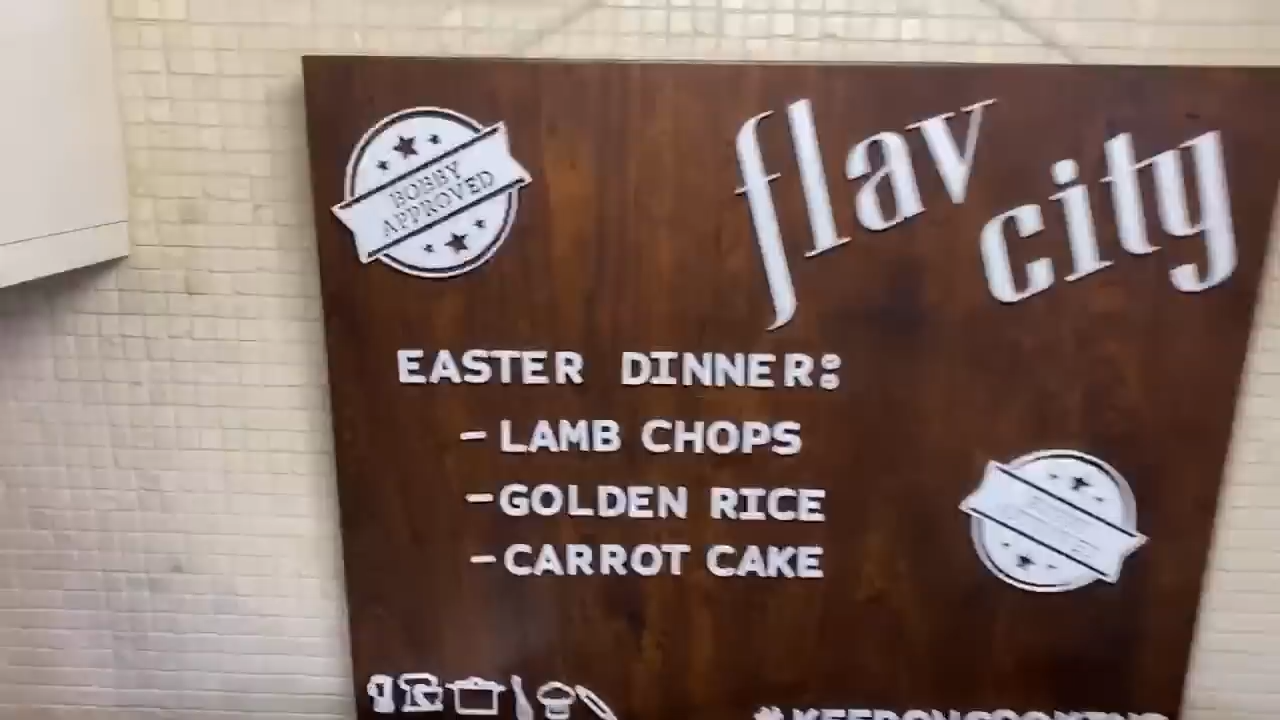 BOBBY
APPROVED
flav
city
EASTER DINNER:
- LAMB CHOPS
- GOLDEN RICE
- CARROT CAKE